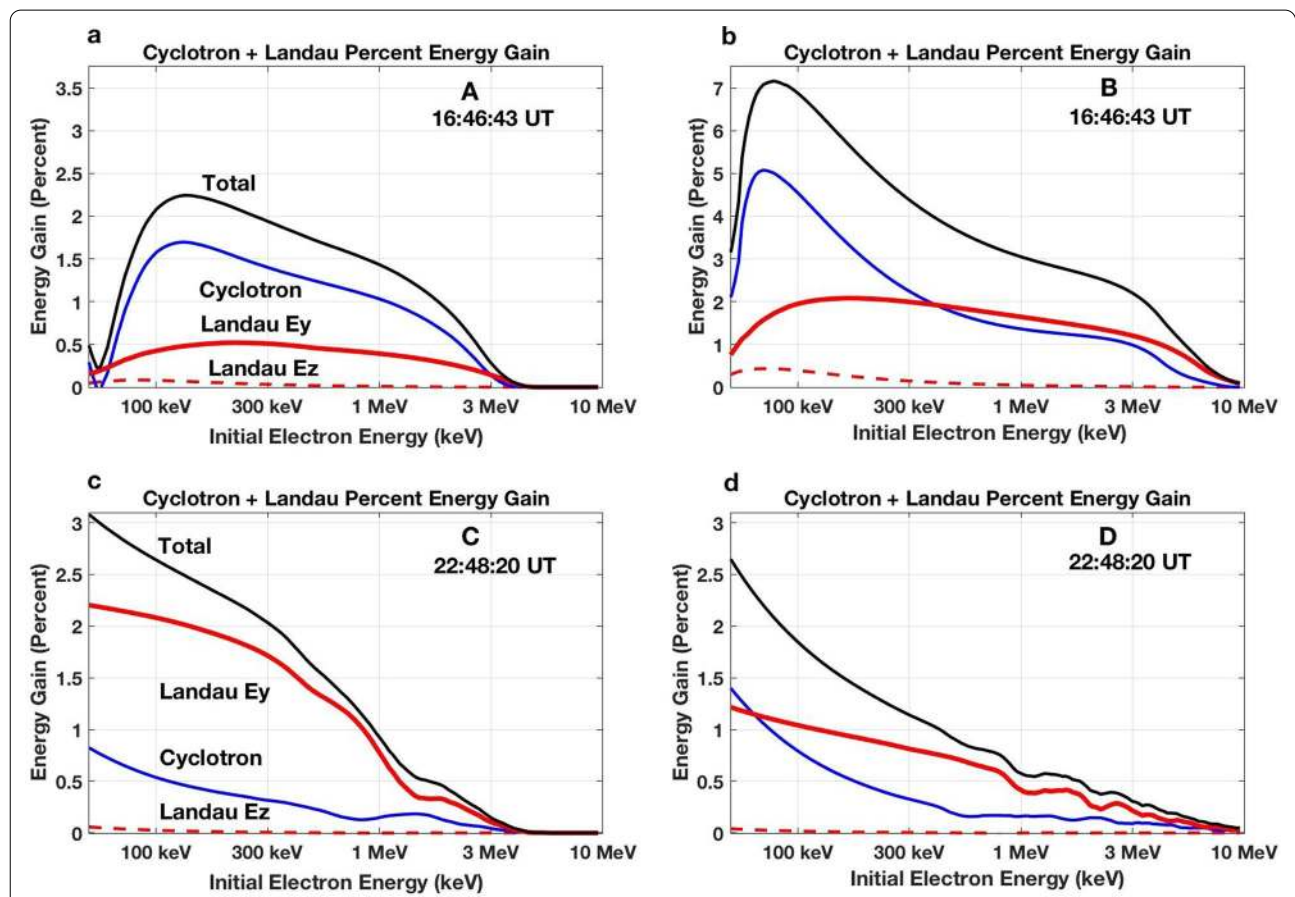 a
Cyclotron + Landau Percent Energy Gain
A
16:46:43 UT
Total
Cyclotron
Landau Ey
Landau Ez
Energy Gain (Percent)
3.5
3
2.5
2
1.5
1
0.5
0
100 keV 300 keV 1 MeV 3 MeV 10 MeV
Initial Electron Energy (keV)
b
Cyclotron + Landau Percent Energy Gain
B
16:46:43 UT
Energy Gain (Percent)
7
6
5
4
3
2
1
0
100 keV 300 keV 1 MeV 3 MeV 10 MeV
Initial Electron Energy (keV)
c
Cyclotron + Landau Percent Energy Gain
C
22:48:20 UT
Total
Landau Ey
Cyclotron
Landau Ez
Energy Gain (Percent)
3
2.5
2
1.5
1
0.5
0
100 keV 300 keV 1 MeV 3 MeV 10 MeV
Initial Electron Energy (keV)
d
Cyclotron + Landau Percent Energy Gain
D
22:48:20 UT
Energy Gain (Percent)
3
2.5
2
1.5
1
0.5
0
100 keV 300 keV 1 MeV 3 MeV 10 MeV
Initial Electron Energy (keV)